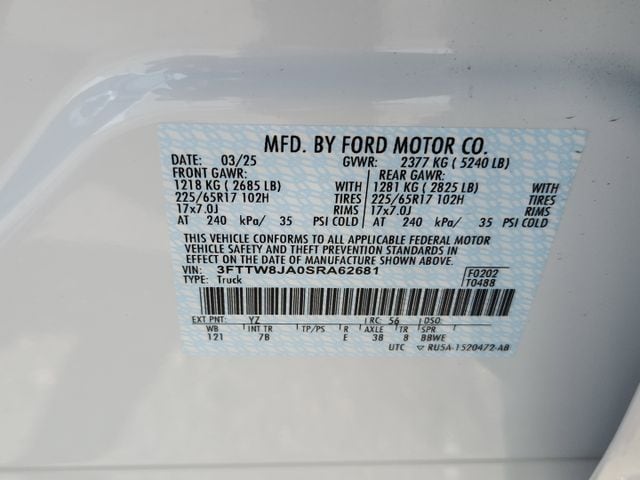 MFD. BY FORD MOTOR CO.
DATE: 03/25 GVWR: 2377 KG ( 5240 LB)
FRONT GAWR: REAR GAWR:
1218 KG ( 2685 LB) WITH 1281 KG ( 2825 LB) WITH
225/65R17 102H TIRES 225/65R17 102H TIRES
17x7.0J RIMS 17x7.0J RIMS
AT 240 kPa/ 35 PSI COLD AT 240 kPa/ 35 PSI COLD
THIS VEHICLE CONFORMS TO ALL APPLICABLE FEDERAL MOTOR
VEHICLE SAFETY AND THEFT PREVENTION STANDARDS IN
EFFECT ON THE DATE OF MANUFACTURE SHOWN ABOVE.
VIN: 3FTTW8JA0SRA62681 F0202
TYPE: Truck T0488
EXT PNT: YZ RC: 56 DSO:
WB INT TR TP/PS R AXLE TR SPR
121 7B E 38 8 BBWE
UTC ▽ RU5A-1520472-AB